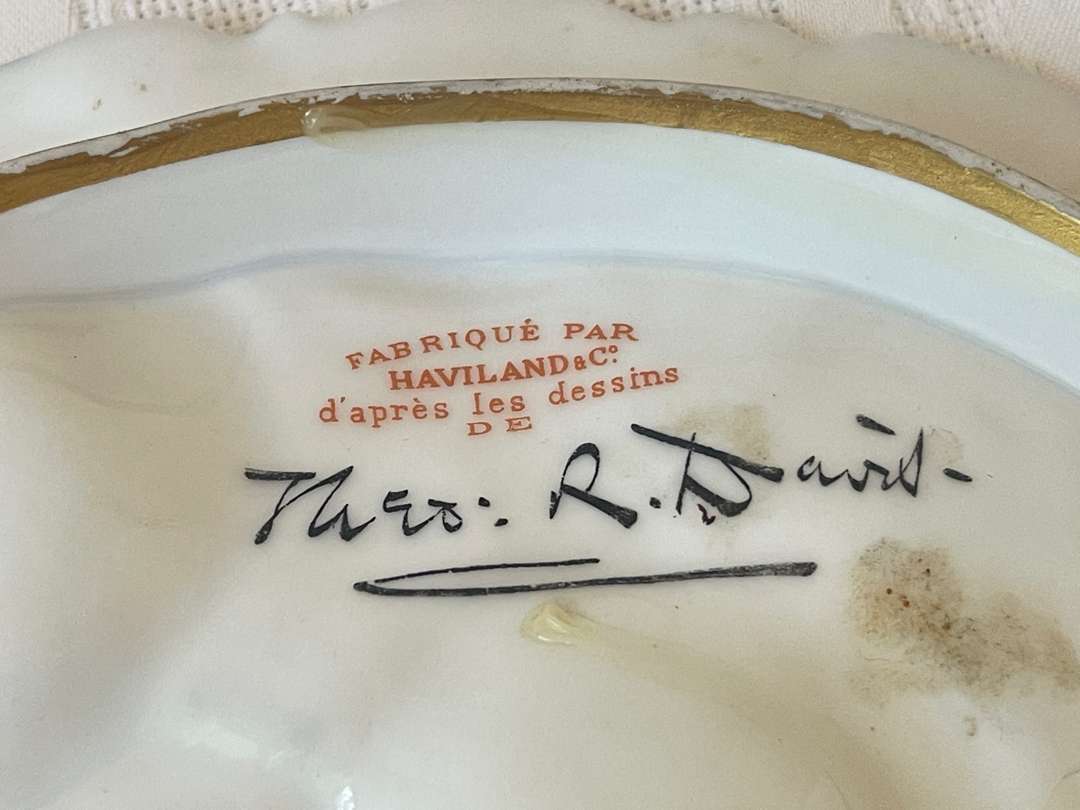 FABRIQUÉ PAR
HAVILAND & Cº
d'après les dessins
DE
Theo: R. Davis-